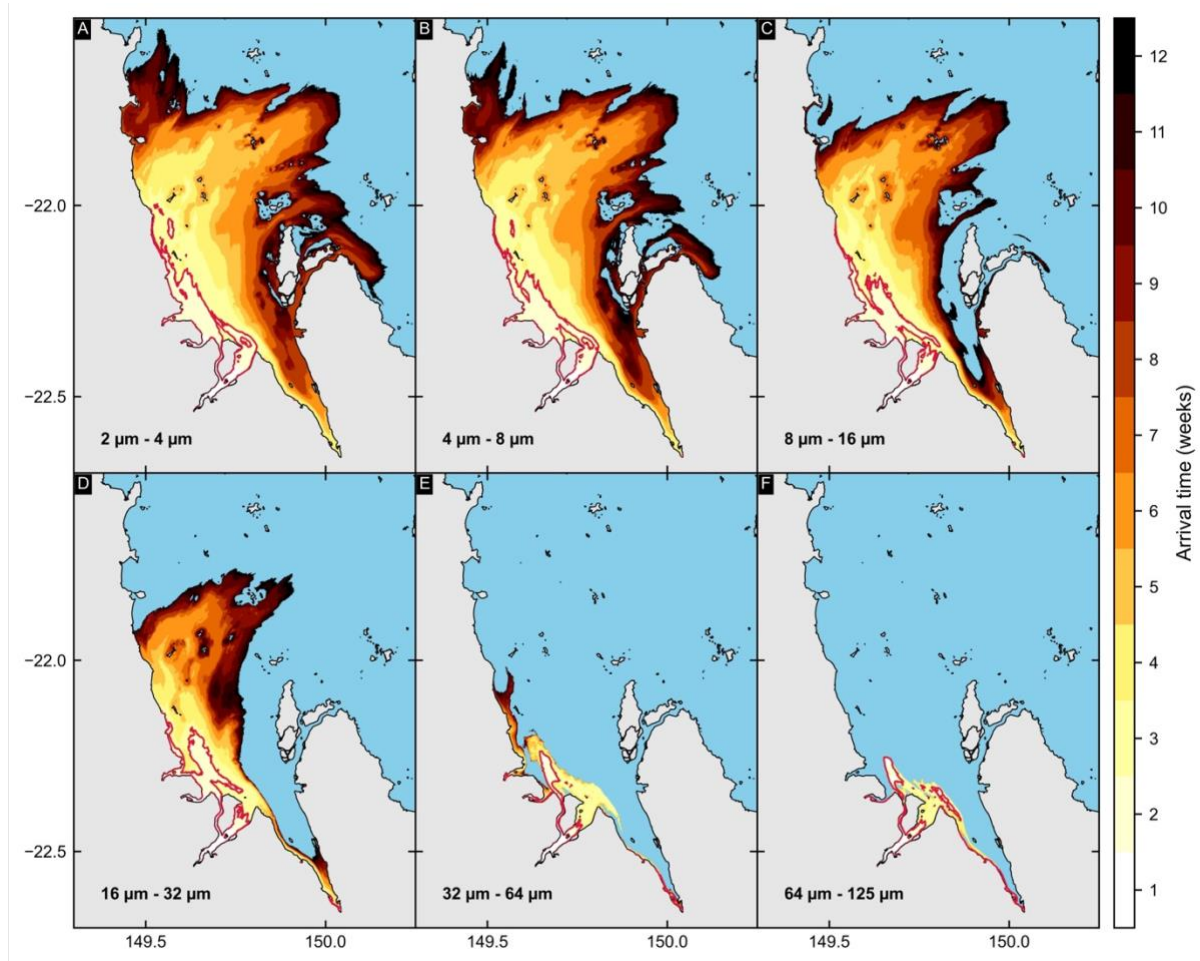 A
B
C
12
11
10
9
8
7
6
5
4
3
2
1
Arrival time (weeks)
−22.0
−22.5
2 µm - 4 µm
4 µm - 8 µm
8 µm - 16 µm
D
E
F
−22.0
−22.5
16 µm - 32 µm
32 µm - 64 µm
64 µm - 125 µm
149.5
150.0
149.5
150.0
149.5
150.0